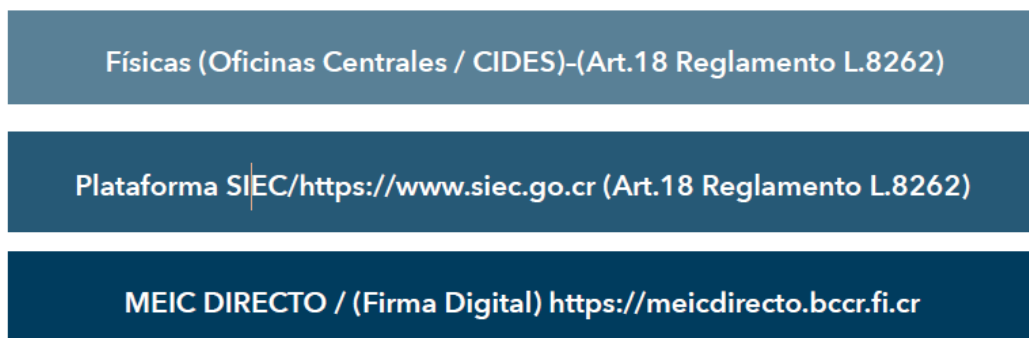 Físicas (Oficinas Centrales / CIDES)-(Art.18 Reglamento L.8262)
Plataforma SIEC/https://www.siec.go.cr (Art.18 Reglamento L.8262)
MEIC DIRECTO / (Firma Digital) https://meicdirecto.bccr.fi.cr